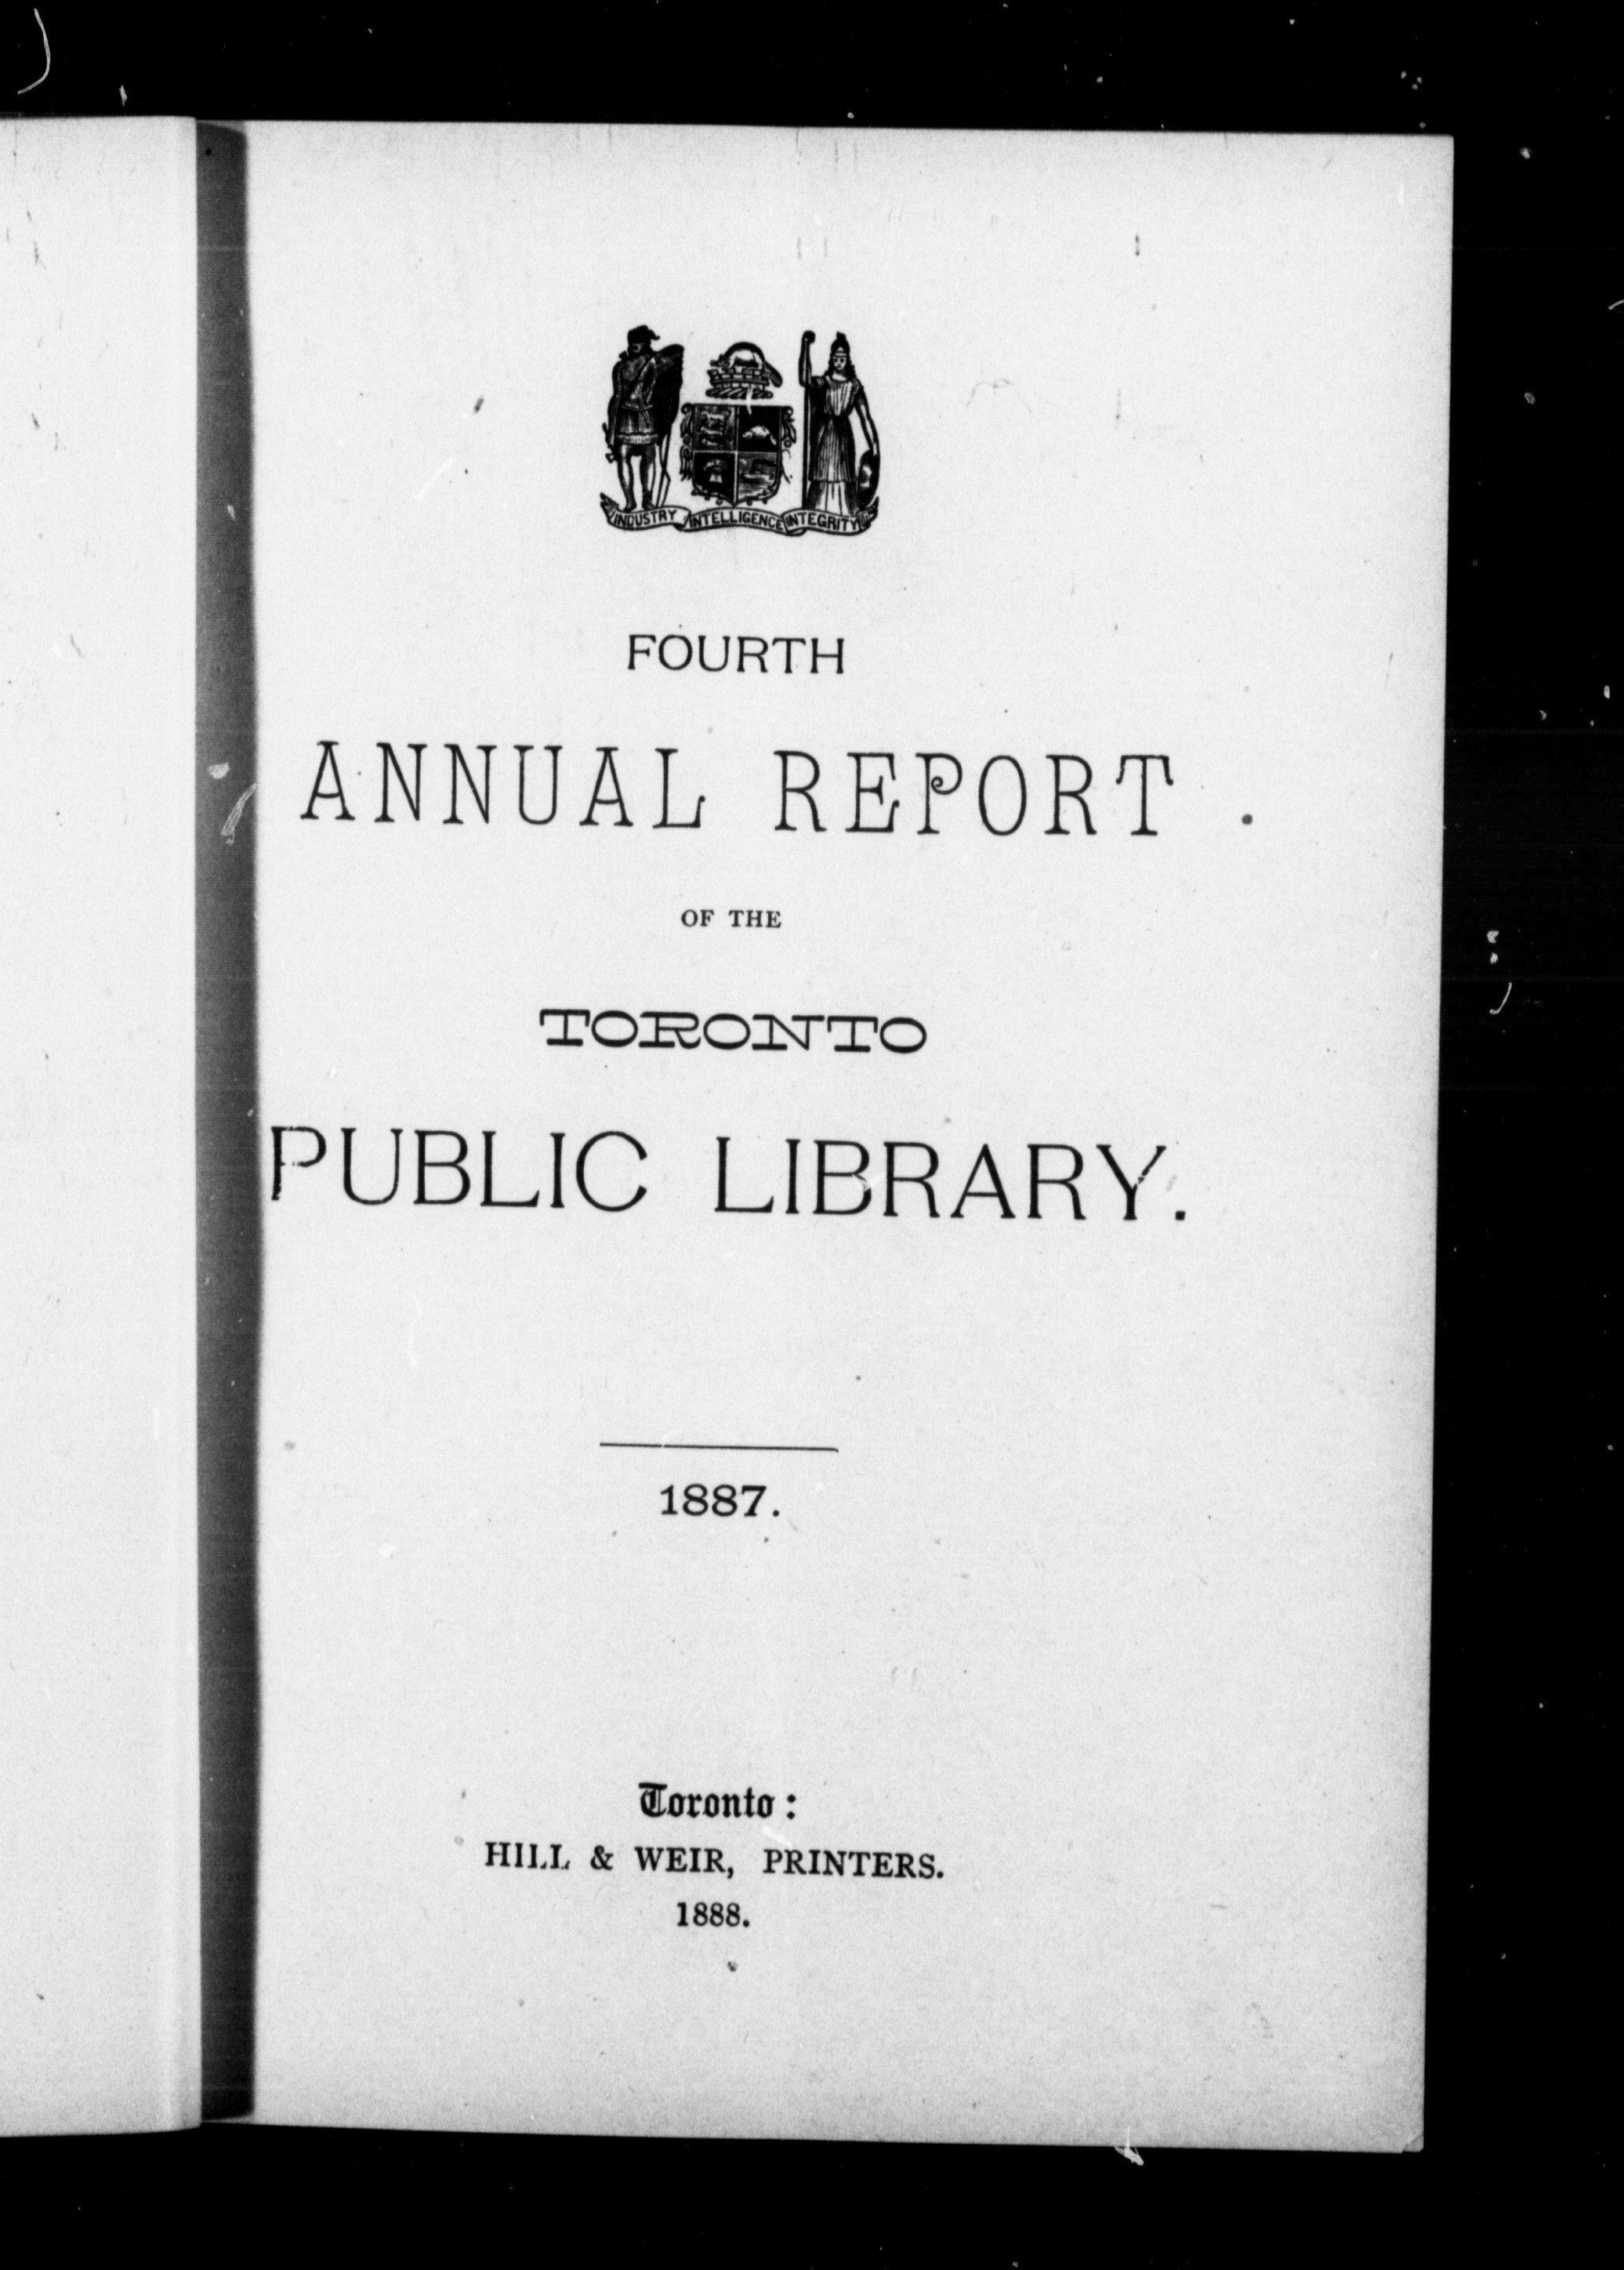 INDUSTRY INTELLIGENCE INTEGRITY
FOURTH
ANNUAL REPORT
OF THE
TORONTO
PUBLIC LIBRARY.
1887.
Toronto:
HILL & WEIR, PRINTERS.
1888.